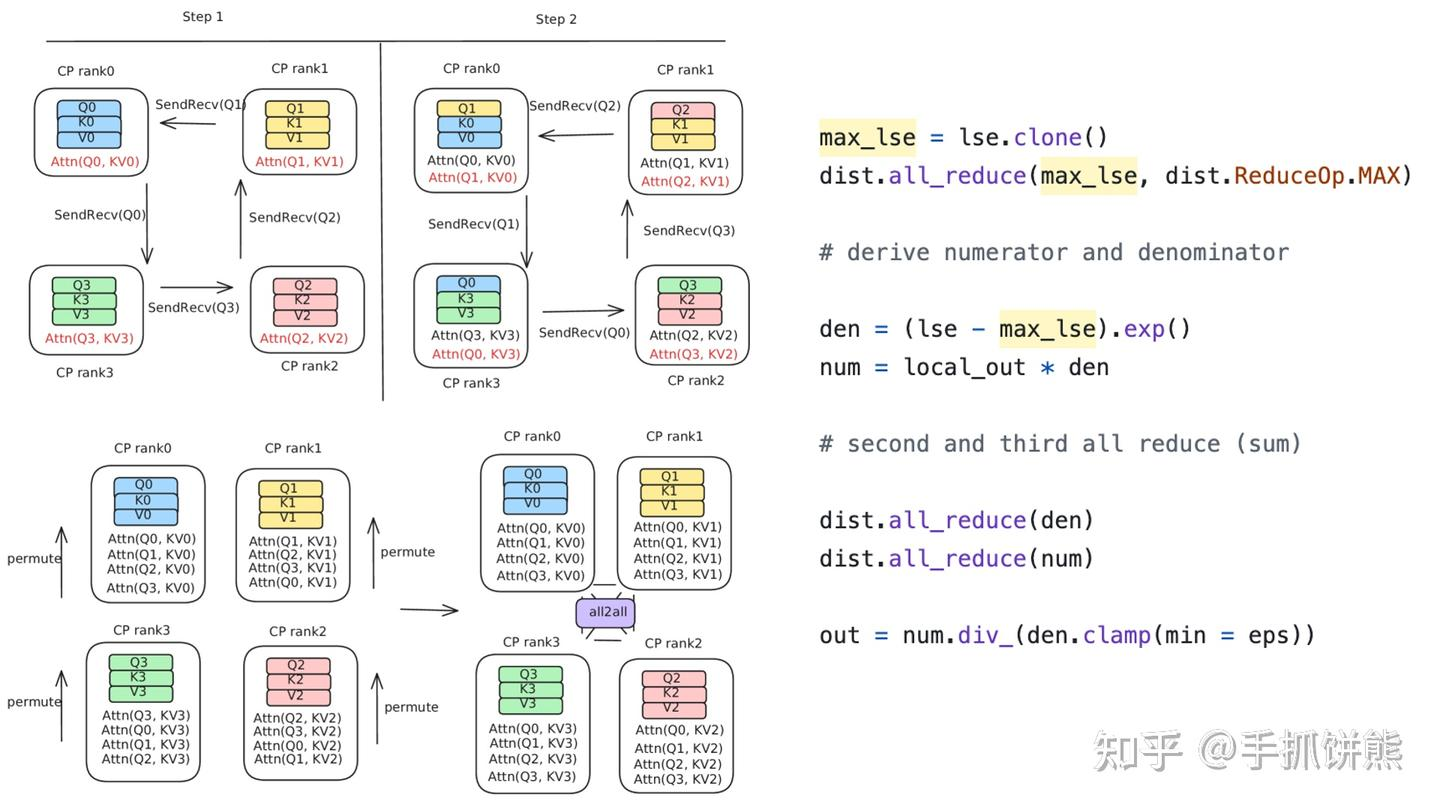 Step 1
Step 2
CP rank0
CP rank1
SendRecv(Q1)
Q0
K0
V0
Attn(Q0, KV0)
Q1
K1
V1
Attn(Q1, KV1)
SendRecv(Q0)
SendRecv(Q2)
Q3
K3
V3
Attn(Q3, KV3)
SendRecv(Q3)
Q2
K2
V2
Attn(Q2, KV2)
CP rank3
CP rank2
CP rank0
CP rank1
SendRecv(Q2)
Q1
K0
V0
Attn(Q0, KV0)
Attn(Q1, KV0)
Q2
K1
V1
Attn(Q1, KV1)
Attn(Q2, KV1)
SendRecv(Q1)
SendRecv(Q3)
Q0
K3
V3
Attn(Q3, KV3)
Attn(Q0, KV3)
SendRecv(Q0)
Q3
K2
V2
Attn(Q2, KV2)
Attn(Q3, KV2)
CP rank3
CP rank2
CP rank0
CP rank1
permute
Q0
K0
V0
Attn(Q0, KV0)
Attn(Q1, KV0)
Attn(Q2, KV0)
Attn(Q3, KV0)
Q1
K1
V1
Attn(Q1, KV1)
Attn(Q2, KV1)
Attn(Q3, KV1)
Attn(Q0, KV1)
permute
CP rank3
CP rank2
permute
Q3
K3
V3
Attn(Q3, KV3)
Attn(Q0, KV3)
Attn(Q1, KV3)
Attn(Q2, KV3)
Q2
K2
V2
Attn(Q2, KV2)
Attn(Q3, KV2)
Attn(Q0, KV2)
Attn(Q1, KV2)
permute
CP rank0
CP rank1
Q0
K0
V0
Attn(Q0, KV0)
Attn(Q1, KV0)
Attn(Q2, KV0)
Attn(Q3, KV0)
Q1
K1
V1
Attn(Q0, KV1)
Attn(Q1, KV1)
Attn(Q2, KV1)
Attn(Q3, KV1)
all2all
CP rank3
CP rank2
Q3
K3
V3
Attn(Q0, KV3)
Attn(Q1, KV3)
Attn(Q2, KV3)
Attn(Q3, KV3)
Q2
K2
V2
Attn(Q0, KV2)
Attn(Q1, KV2)
Attn(Q2, KV2)
Attn(Q3, KV2)
max_lse = lse.clone()
dist.all_reduce(max_lse, dist.ReduceOp.MAX)
# derive numerator and denominator
den = (lse - max_lse).exp()
num = local_out * den
# second and third all reduce (sum)
dist.all_reduce(den)
dist.all_reduce(num)
out = num.div_(den.clamp(min = eps))
知乎 @手抓饼熊